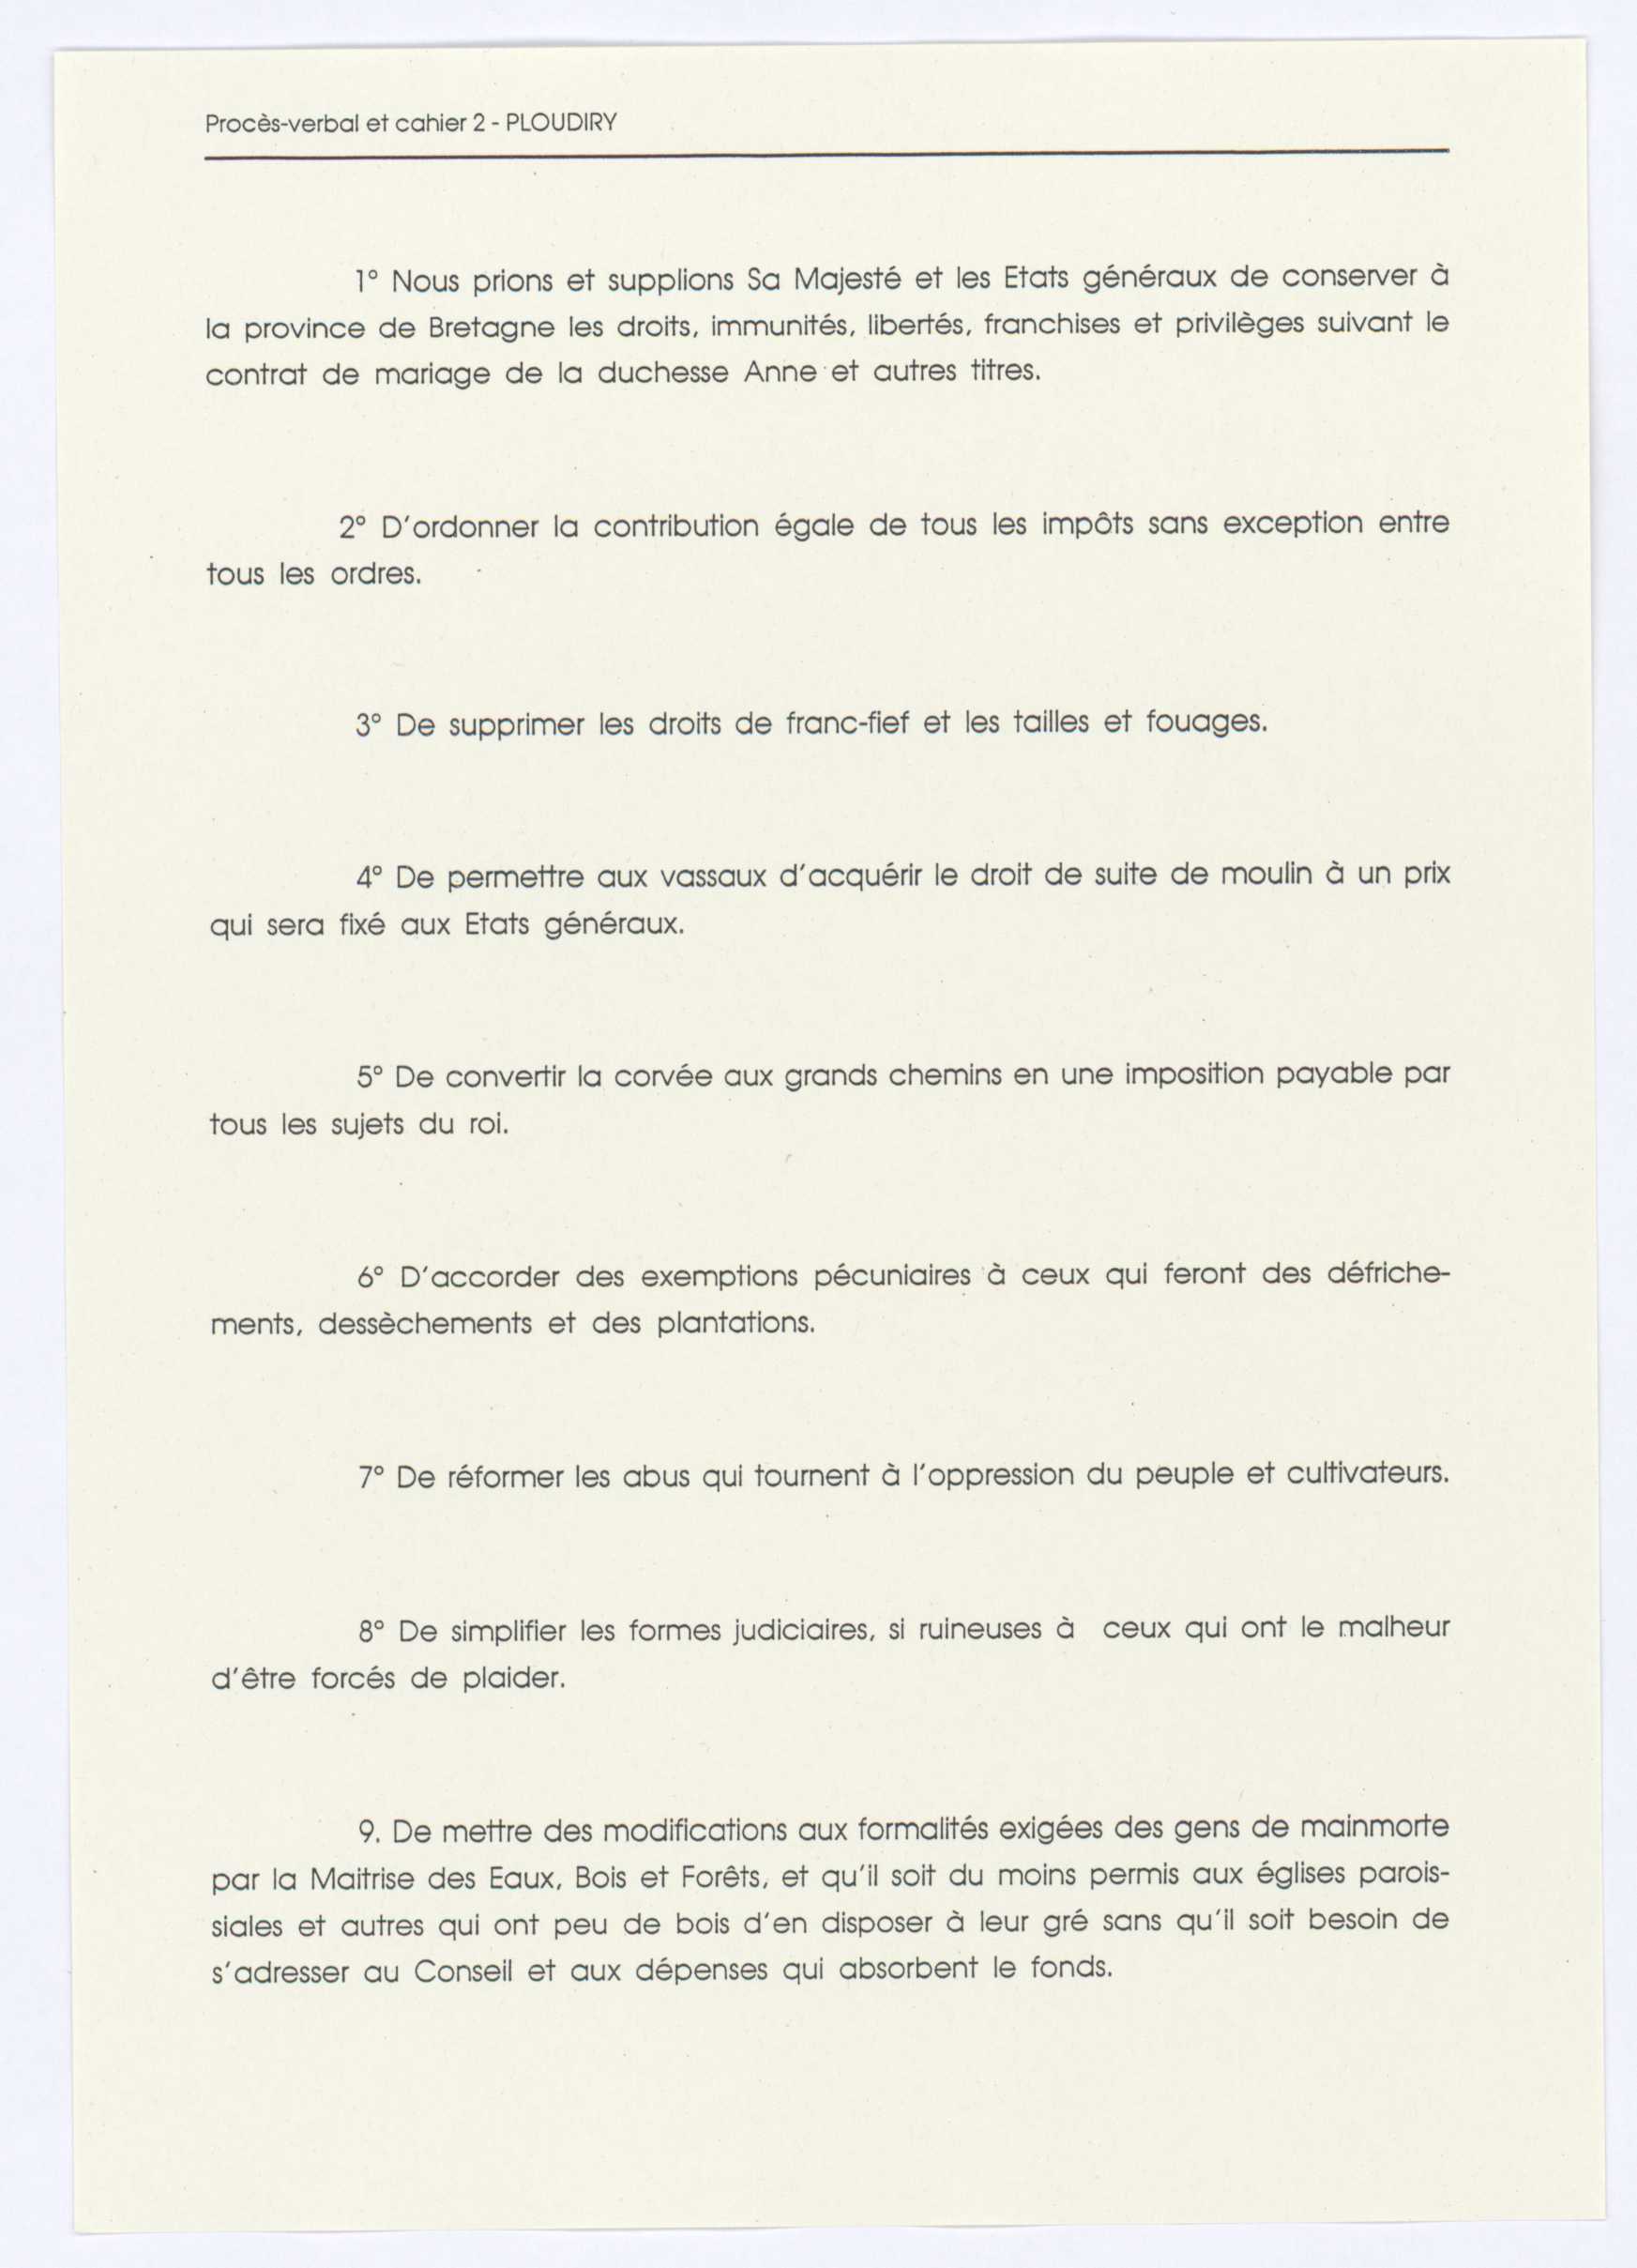 Procès-verbal et cahier 2 - PLOUDIRY
1° Nous prions et supplions Sa Majesté et les Etats généraux de conserver à
la province de Bretagne les droits, immunités, libertés, franchises et privilèges suivant le
contrat de mariage de la duchesse Anne et autres titres.
2° D'ordonner la contribution égale de tous les impôts sans exception entre
tous les ordres.
3° De supprimer les droits de franc-fief et les tailles et fouages.
4° De permettre aux vassaux d'acquérir le droit de suite de moulin à un prix
qui sera fixé aux Etats généraux.
5° De convertir la corvée aux grands chemins en une imposition payable par
tous les sujets du roi.
6° D'accorder des exemptions pécuniaires à ceux qui feront des défriche-
ments, dessèchements et des plantations.
7° De réformer les abus qui tournent à l'oppression du peuple et cultivateurs.
8° De simplifier les formes judiciaires, si ruineuses à ceux qui ont le malheur
d'être forcés de plaider.
9. De mettre des modifications aux formalités exigées des gens de mainmorte
par la Maitrise des Eaux, Bois et Forêts, et qu'il soit du moins permis aux églises parois-
siales et autres qui ont peu de bois d'en disposer à leur gré sans qu'il soit besoin de
s'adresser au Conseil et aux dépenses qui absorbent le fonds.